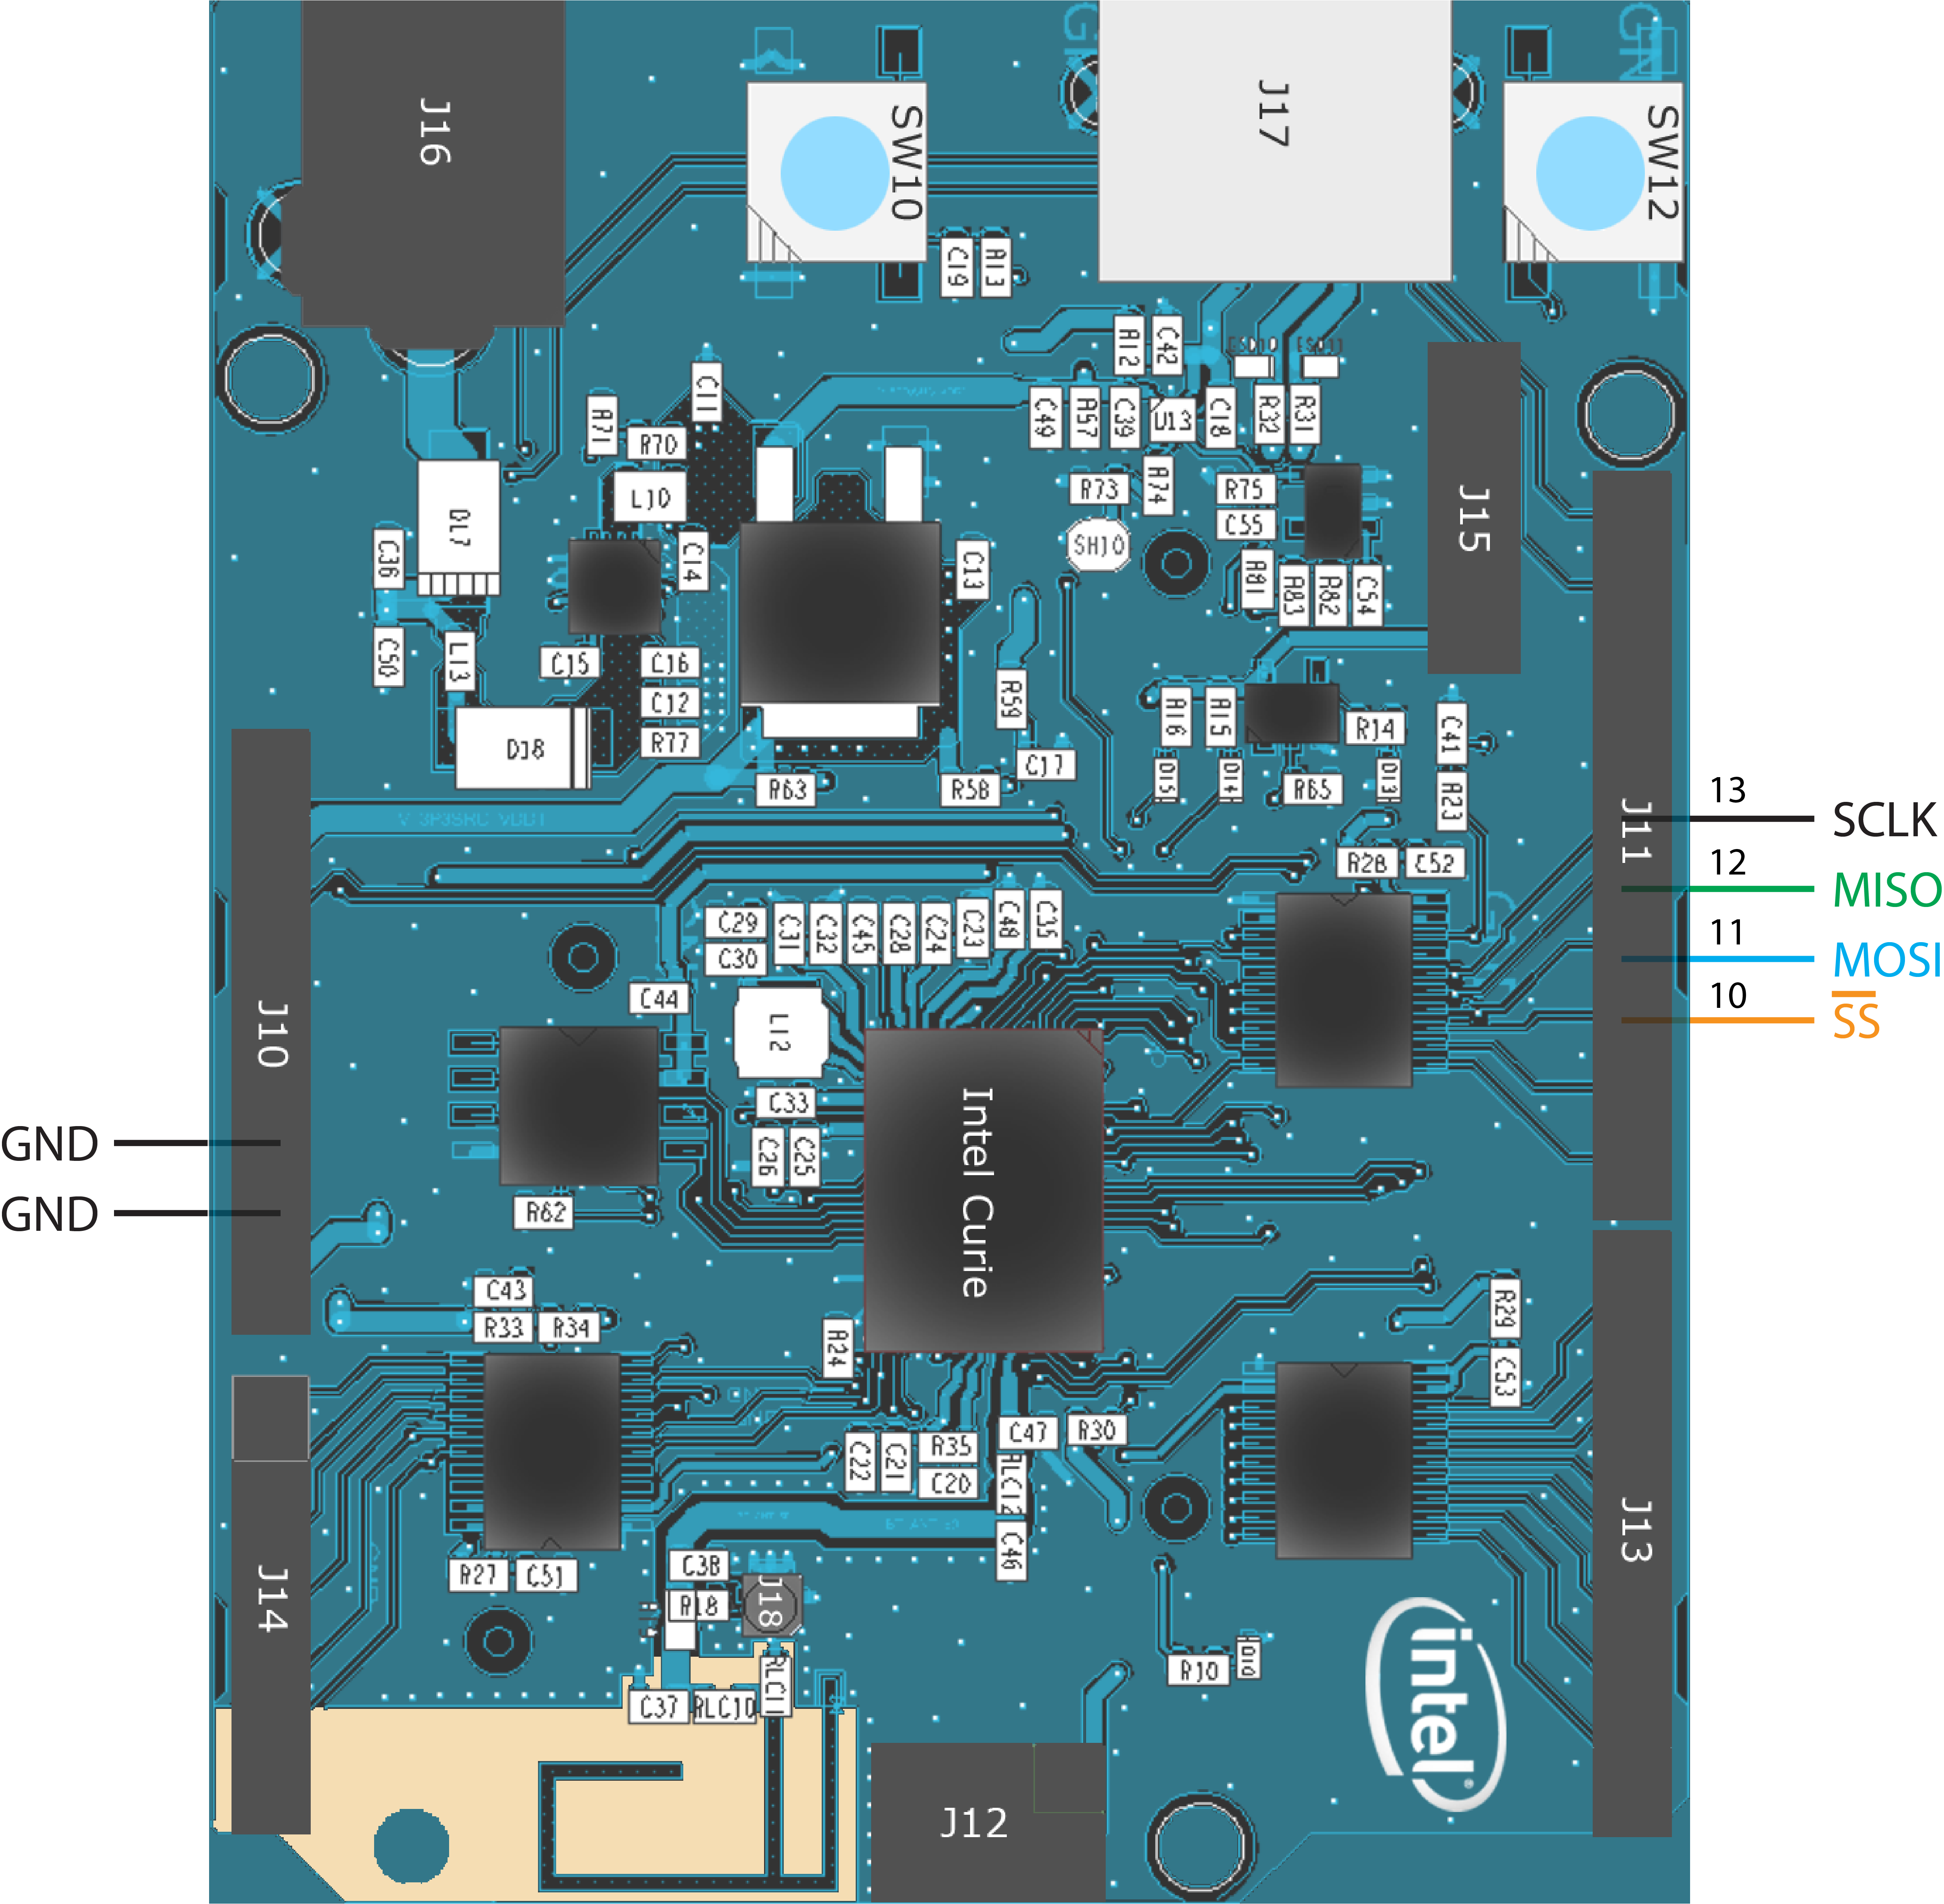 J16
SW10
J17
SW12
C19
R13
R12
C42
C11
R71
R70
C49
R57
C39
U13
C18
R32
R31
L10
R73
R74
R75
J15
D17
C55
C36
C14
C13
SH10
R81
R83
R82
C54
C50
L13
C15
C16
R59
C12
R16
R15
R14
C41
D18
R77
C17
R63
R58
D15
D14
R65
D13
R23
V_3P3SRC_VDD1
13
SCLK
J11
R28
C52
12
MISO
C29
C31
C32
C45
C28
C24
C23
C48
C35
11
MOSI
C30
C44
10
SS
J10
L12
C33
GND
C26
C25
Intel Curie
GND
R62
C43
R33
R34
R24
R29
C53
C22
C21
R35
C47
R30
C20
RLC12
C46
J13
R27
C51
C38
J14
R18
J18
R10
D10
RLC11
C37
RLC10
intel
J12